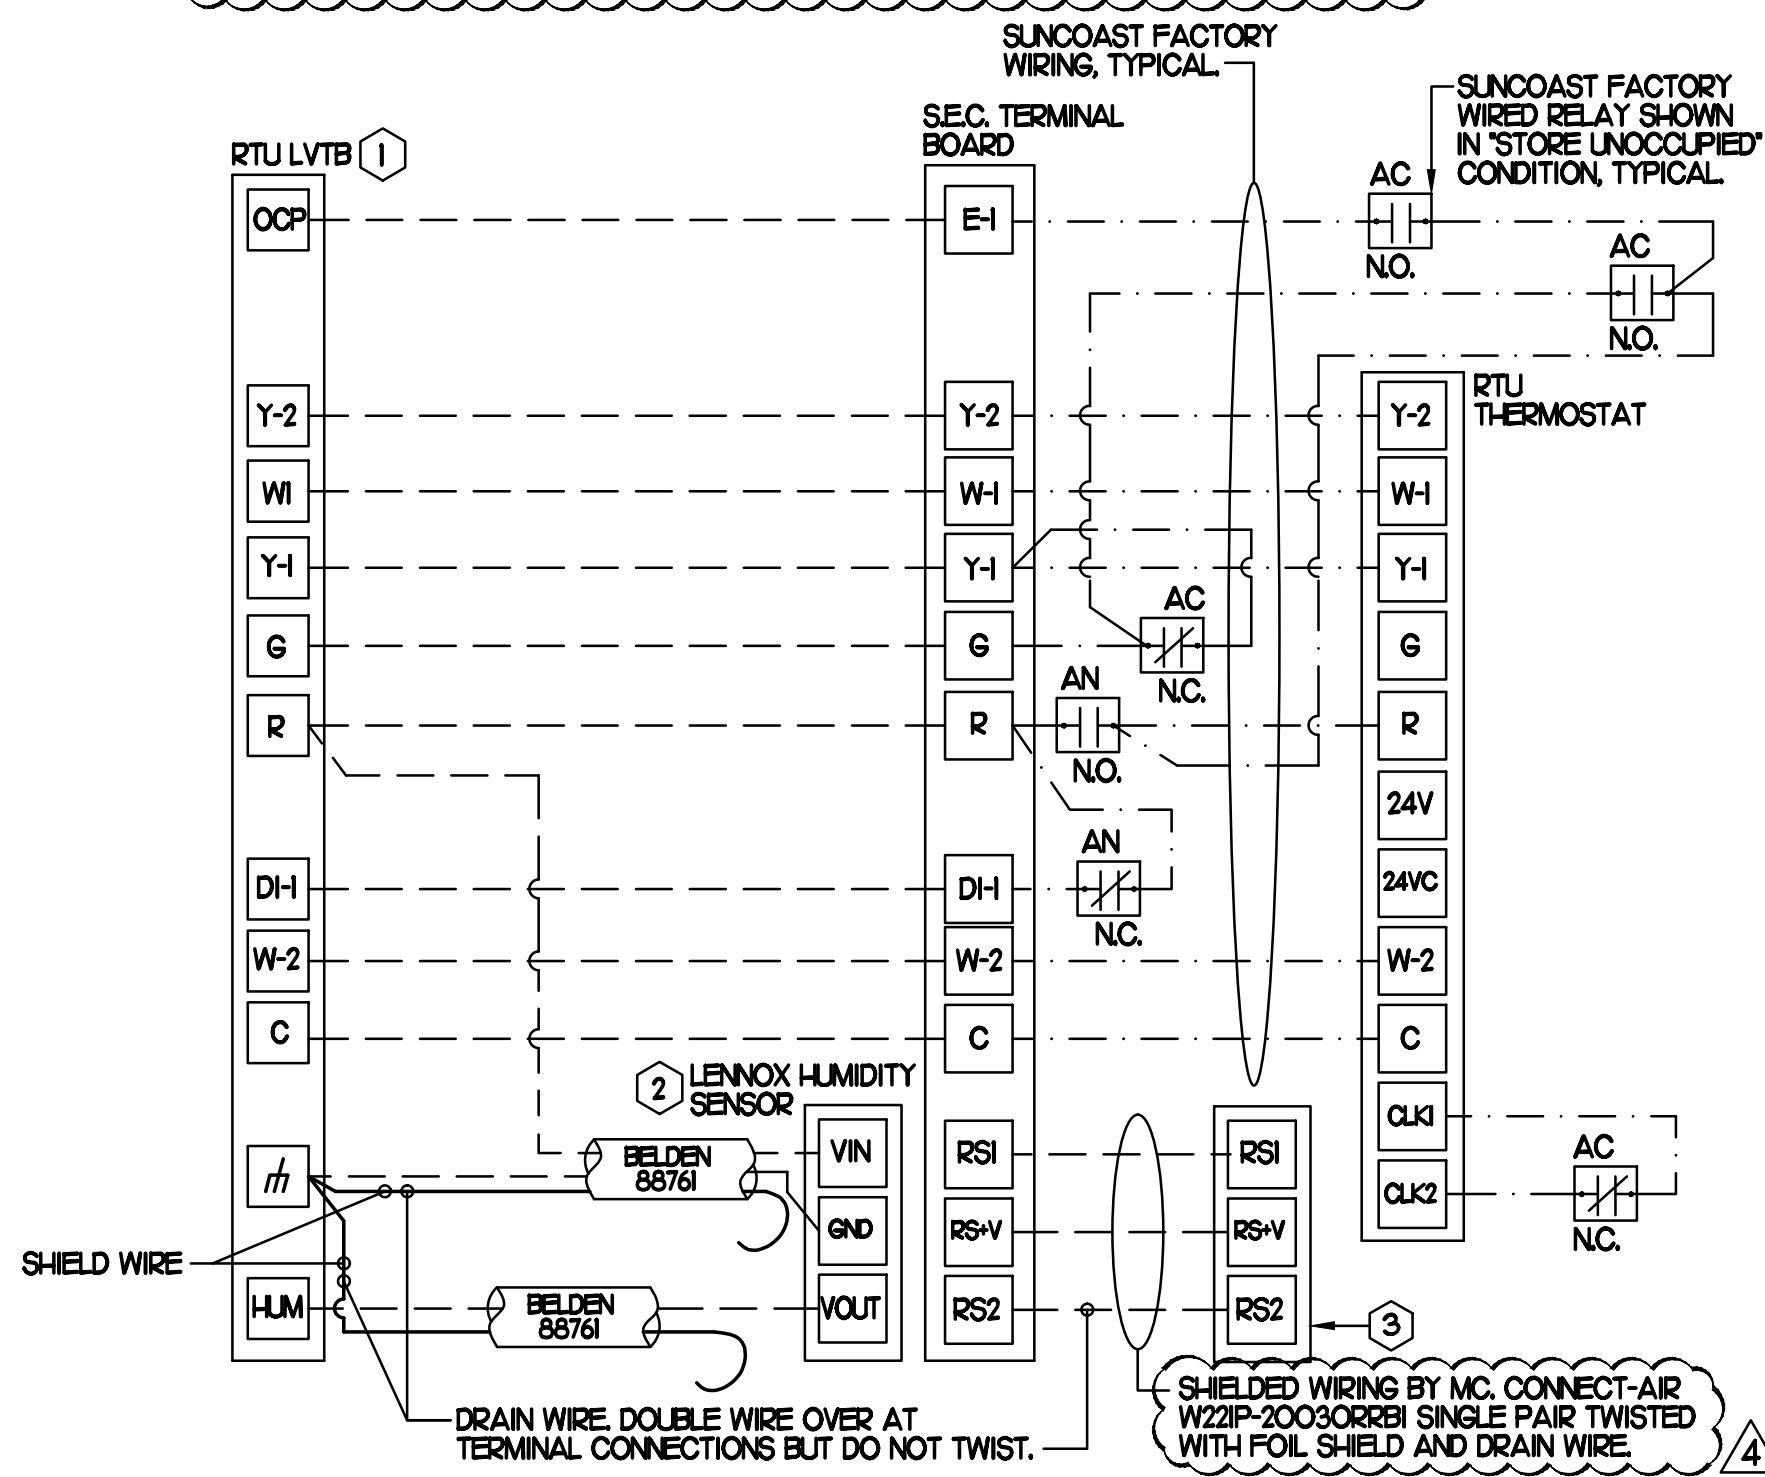 SUNCOAST FACTORY
WIRING, TYPICAL.
SUNCOAST FACTORY
WIRED RELAY SHOWN
IN "STORE UNOCCUPIED"
CONDITION, TYPICAL.
S.E.C. TERMINAL
BOARD
RTU LVTB
1
AC
N.O.
AC
N.O.
OCP
E-1
RTU
THERMOSTAT
Y-2
Y-2
Y-2
W1
W-1
W-1
Y-1
Y-1
Y-1
AC
N.C.
G
G
G
AN
N.O.
R
R
R
24V
AN
N.C.
DI-1
DI-1
24VC
W-2
W-2
W-2
C
C
C
2
LENNOX HUMIDITY
SENSOR
CLK1
AC
N.C.
BELDEN
88761
VIN
RS1
RS1
CLK2
GND
RS+V
RS+V
SHIELD WIRE
HUM
BELDEN
88761
VOUT
RS2
RS2
3
SHIELDED WIRING BY MC. CONNECT-AIR
W221P-20030RRB1 SINGLE PAIR TWISTED
WITH FOIL SHIELD AND DRAIN WIRE.
4
DRAIN WIRE. DOUBLE WIRE OVER AT
TERMINAL CONNECTIONS BUT DO NOT TWIST.